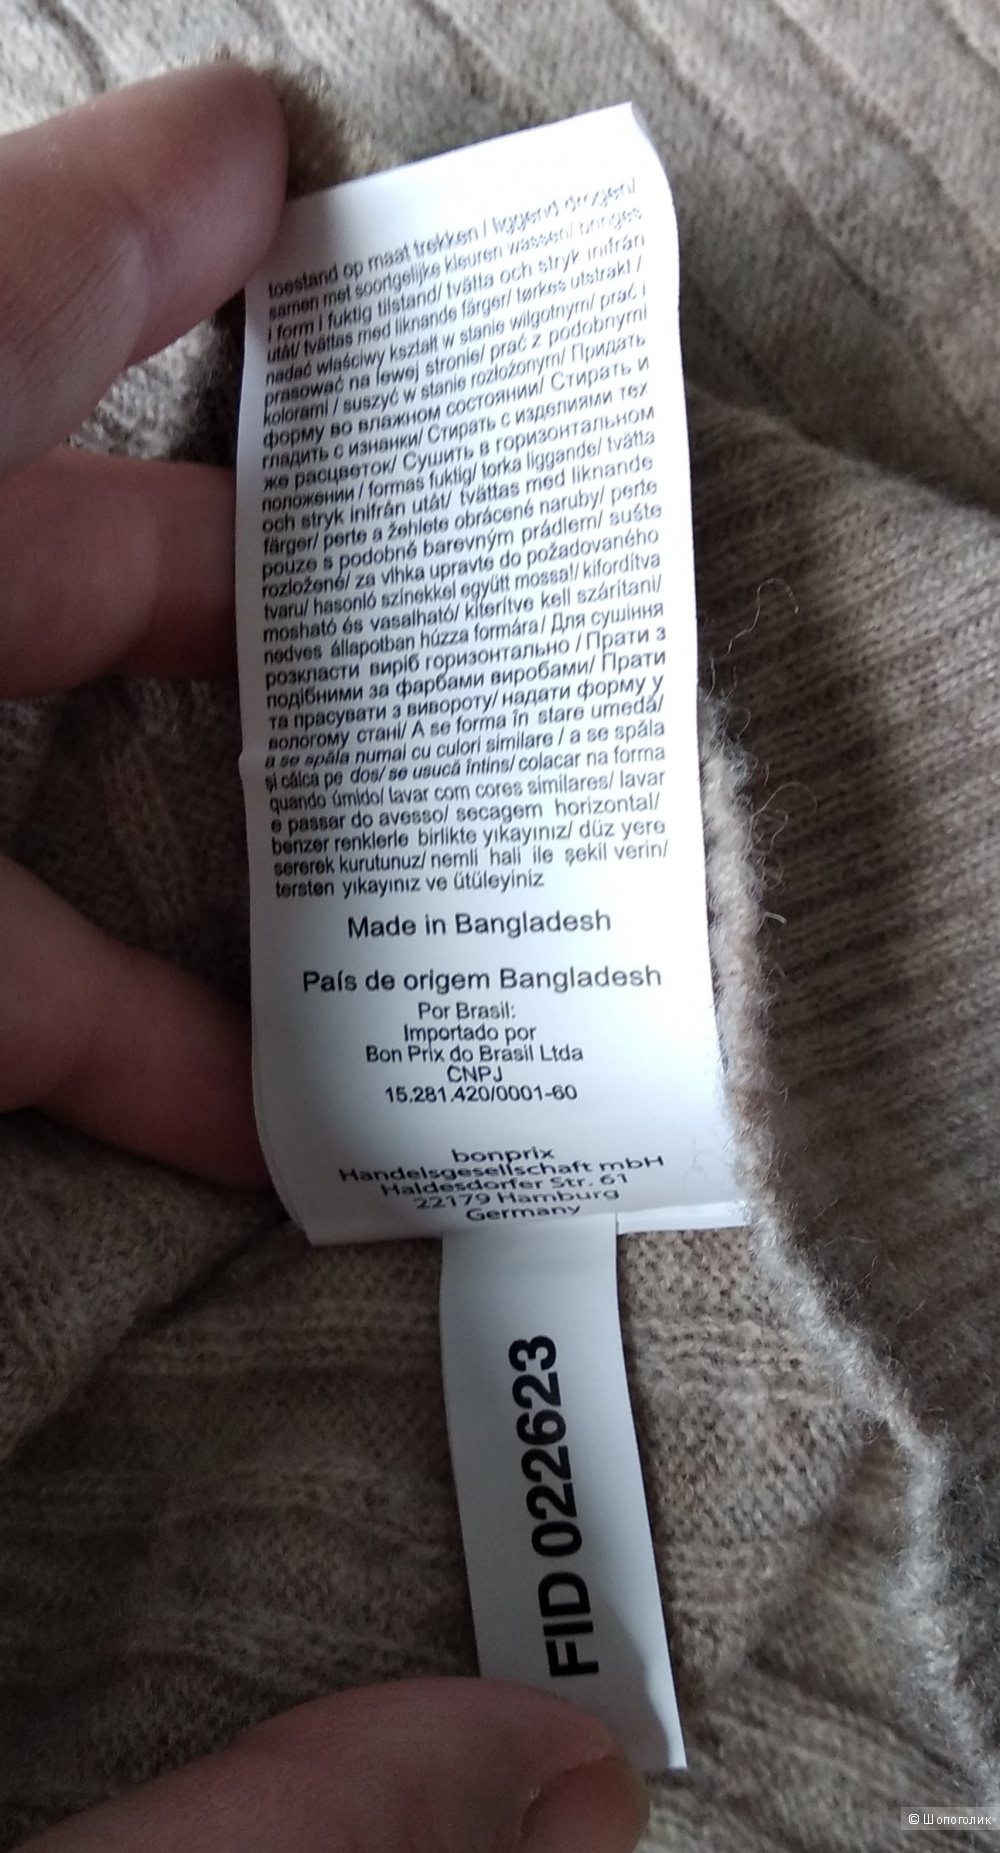 toestand op maat trekken / liggend drogen/
samen met soortgelijke kleuren wassen/ bringes
i form i fuktig tilstand/ tvätta och stryk inifrån
utåt/ tvättas med liknande färger/ tørkes utstrakt /
nadać właściwy kształt w stanie wilgotnym/ prać i
prasować na lewej stronie/ prać z podobnymi
kolorami / suszyć w stanie rozłożonym/ Придать
форму во влажном состоянии/ Стирать и
гладить с изнанки/ Стирать с изделиями тех
же расцветок/ Сушить в горизонтальном
положении / formas fuktig/ torka liggande/ tvätta
och stryk inifrån utåt/ tvättas med liknande
färger/ perte a žehlete obrácené naruby/ perte
pouze s podobně barevným prádlem/ sušte
rozložené/ za vlhka upravte do požadovaného
tvaru/ hasonló színekkel együtt mossa!/ kifordítva
mosható és vasalható/ kiterítve kell szárítani/
nedves állapotban húzza formára/ Для сушіння
розкласти виріб горизонтально / Прати з
подібними за фарбами виробами/ Прати
та прасувати з вивороту/ надати форму у
вологому стані/ A se forma în stare umedă/
a se spăla numai cu culori similare / a se spăla
și călca pe dos/ se usucă întins/ colacar na forma
quando úmido/ lavar com cores similares/ lavar
e passar do avesso/ secagem horizontal/
benzer renklerle birlikte yıkayınız/ düz yere
sererek kurutunuz/ nemli hali ile şekil verin/
tersten yıkayınız ve ütüleyiniz
Made in Bangladesh
País de origem Bangladesh
Por Brasil:
Importado por
Bon Prix do Brasil Ltda
CNPJ
15.281.420/0001-60
bonprix
Handelsgesellschaft mbH
Haldesdorfer Str. 61
22179 Hamburg
Germany
FID 022623
© Шопоголик